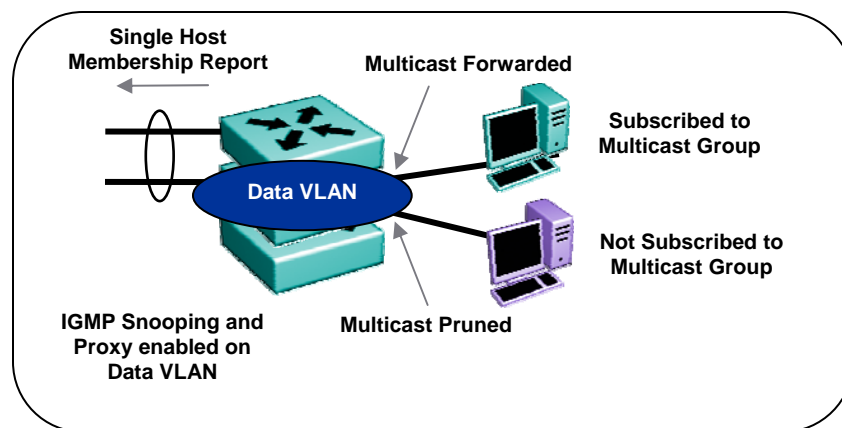 Single Host
Membership Report
Multicast Forwarded
Subscribed to
Multicast Group
Data VLAN
Not Subscribed to
Multicast Group
IGMP Snooping and
Proxy enabled on
Data VLAN
Multicast Pruned